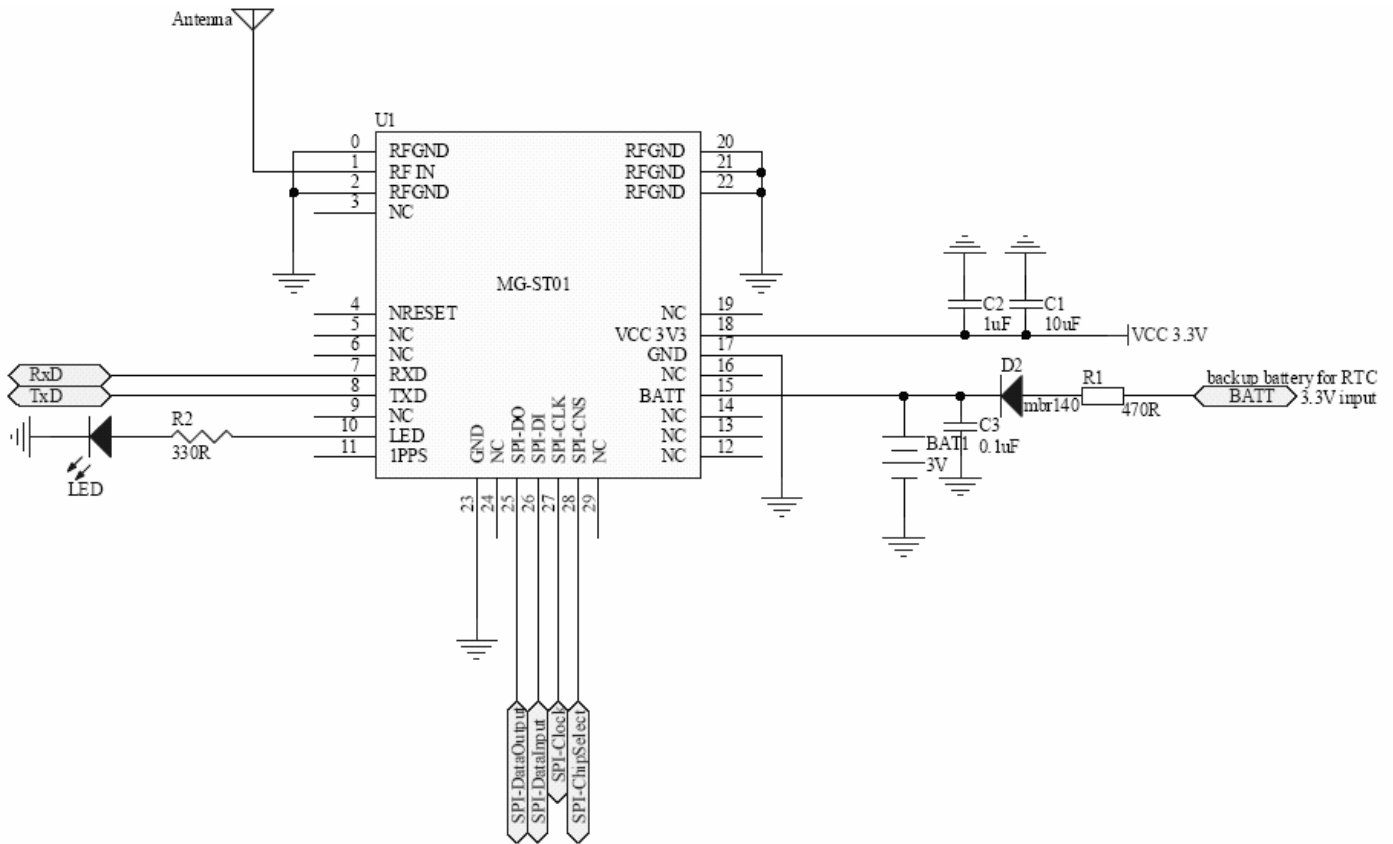 Antenna
U1
0 RFGND RFGND 20
1 RF IN RFGND 21
2 RFGND RFGND 22
3 NC
MG-ST01
4 NRESET NC 19
5 NC VCC 3V3 18
6 NC GND 17
7 RXD NC 16
8 TXD BATT 15
9 NC NC 14
10 LED NC 13
11 1PPS NC 12
RxD
TxD
R2
330R
LED
C2
1uF
C1
10uF
VCC 3.3V
D2
mbr140
R1
470R
backup battery for RTC
BATT
3.3V input
C3
0.1uF
BAT1
3V
GND
NC
SPI-DO
SPI-DI
SPI-CLK
SPI-CNS
NC
23
24
25
26
27
28
29
SPI-DataOutput
SPI-DataInput
SPI-Clock
SPI-ChipSelect